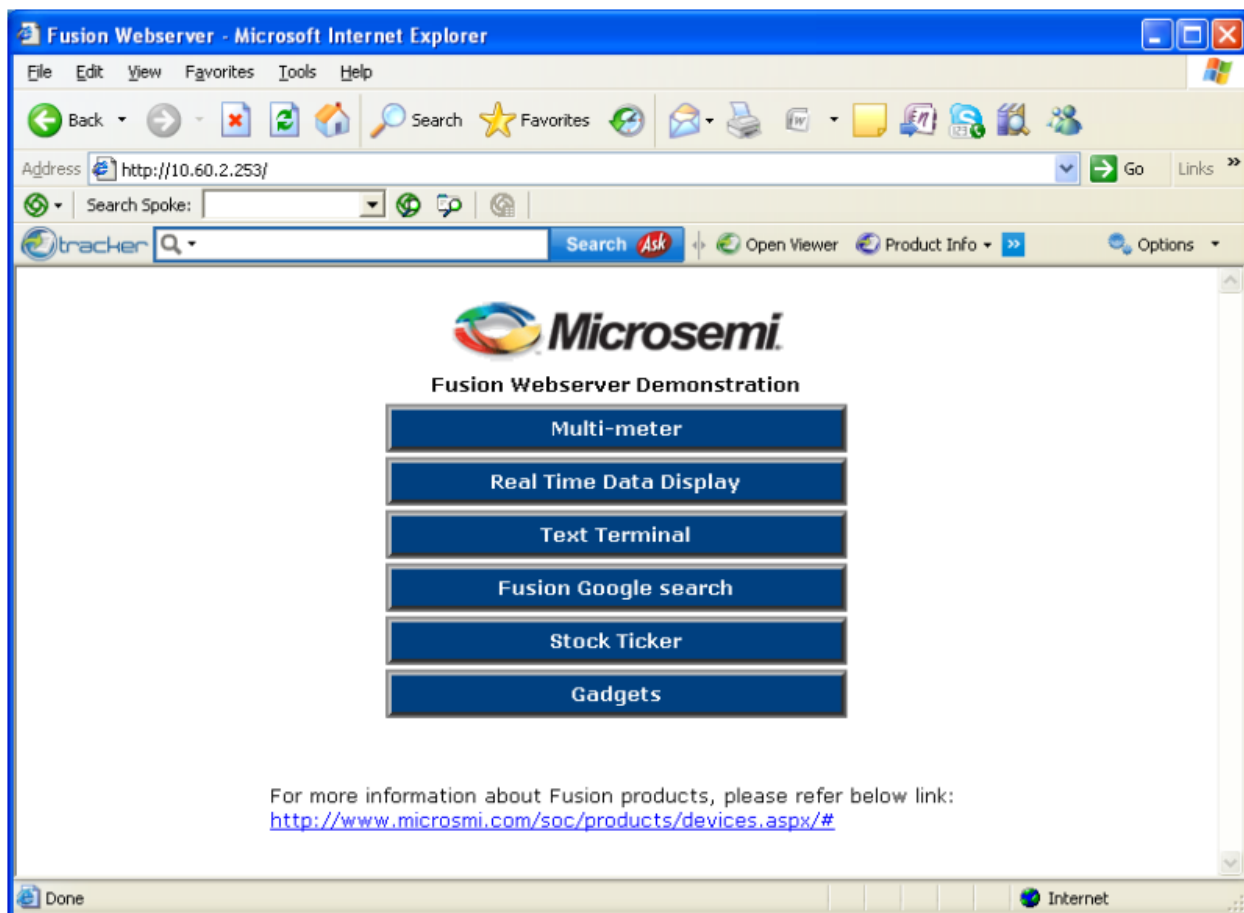 Fusion Webserver - Microsoft Internet Explorer
File Edit View Favorites Tools Help
Back Search Favorites
Address http://10.60.2.253/ Go Links »
Search Spoke:
etracker Search Ask Open Viewer Product Info » Options
Microsemi.
Fusion Webserver Demonstration
Multi-meter
Real Time Data Display
Text Terminal
Fusion Google search
Stock Ticker
Gadgets
For more information about Fusion products, please refer below link:
http://www.microsmi.com/soc/products/devices.aspx/#
Done Internet